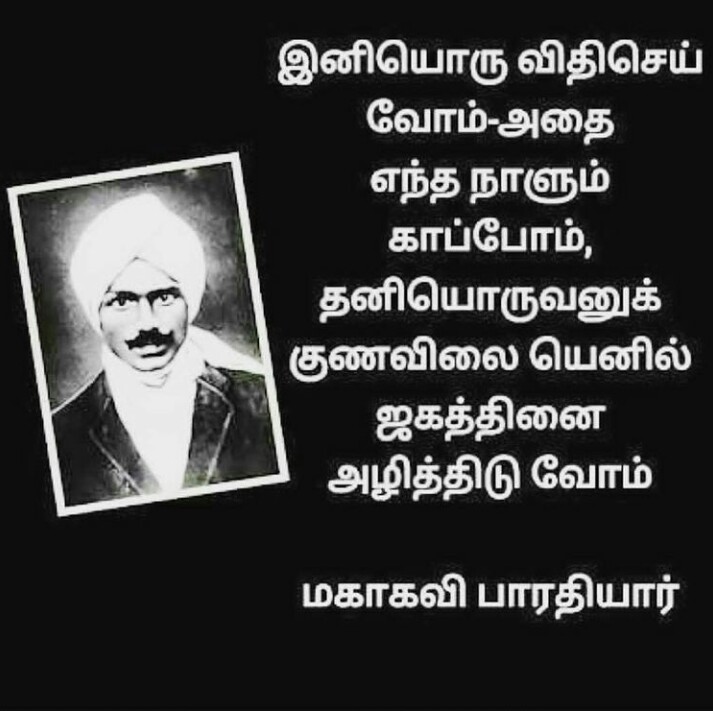 இனியொரு விதிசெய்
வோம்-அதை
எந்த நாளும்
காப்போம்,
தனியொருவனுக்
குணவிலை யெனில்
ஜகத்தினை
அழித்திடு வோம்
மகாகவி பாரதியார்